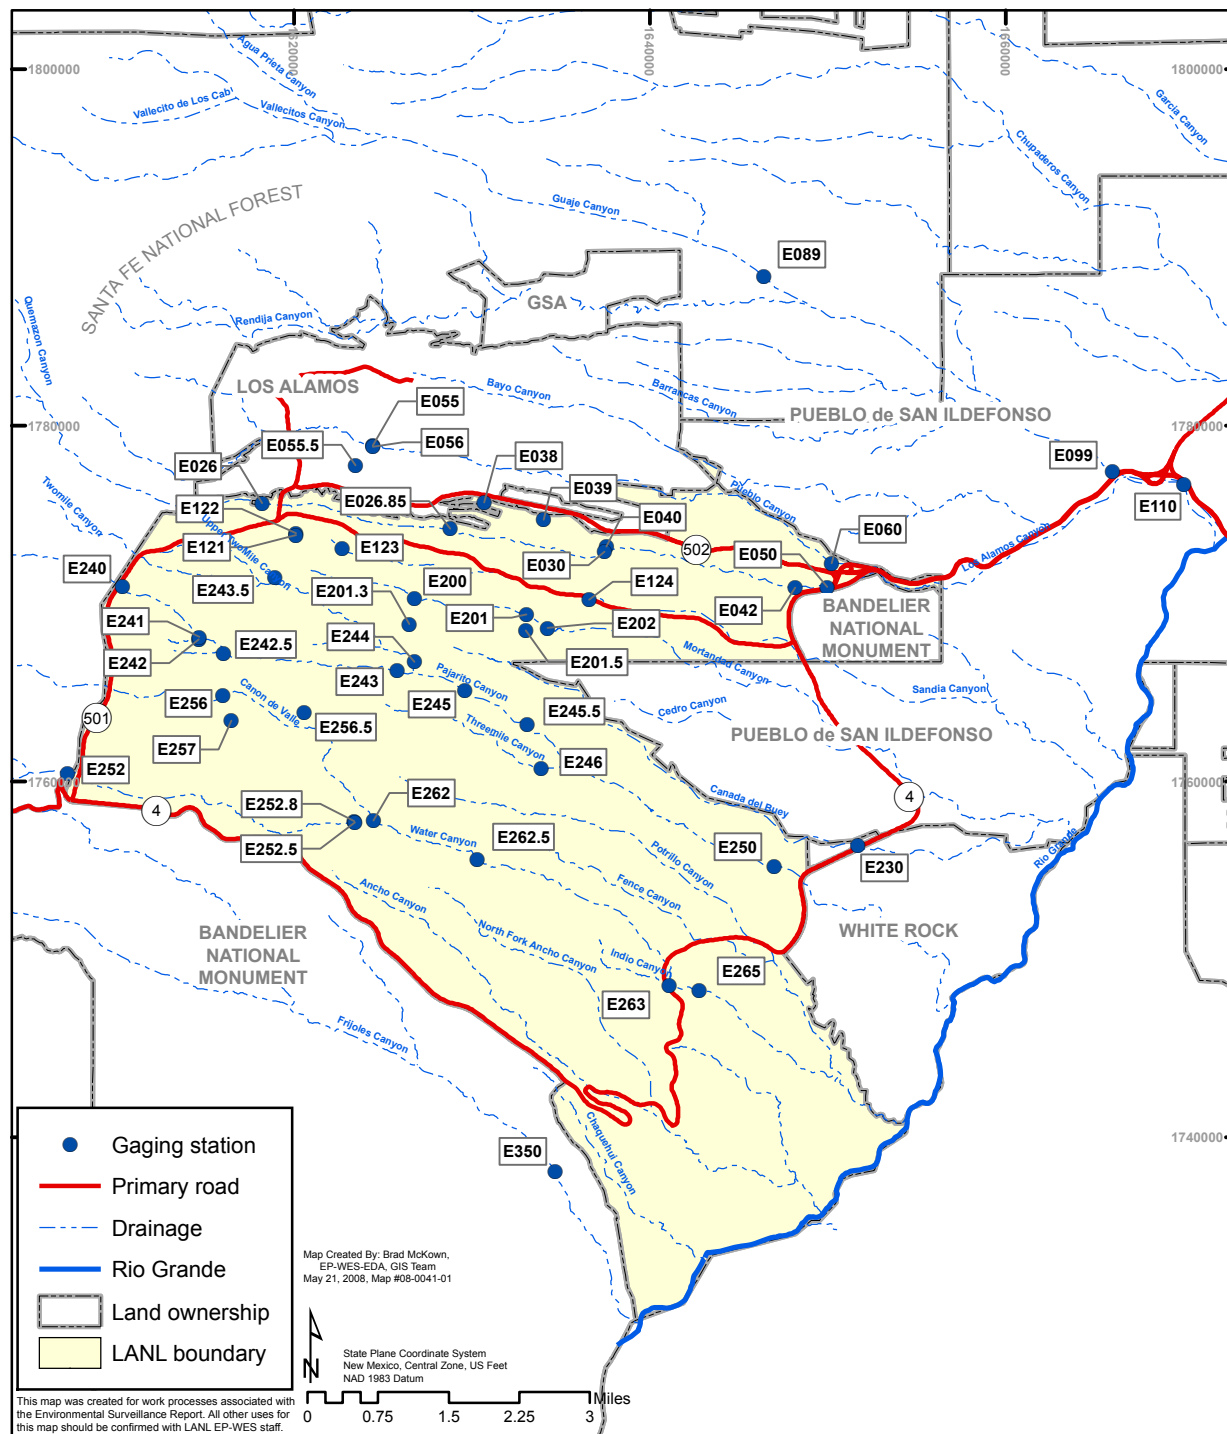 1620000
1640000
1660000
1800000
1800000
Agua Prieta Canyon
Vallecito de Los Cab
Vallecitos Canyon
Garcia Canyon
Chupaderos Canyon
Guaje Canyon
SANTA FE NATIONAL FOREST
E089
GSA
Quemazon Canyon
Rendija Canyon
LOS ALAMOS
Bayo Canyon
Barrancas Canyon
PUEBLO de SAN ILDEFONSO
E055
1780000
1780000
E055.5
E056
E038
E099
E026
E039
Twomile Canyon
E026.85
Pueblo Canyon
E110
E122
Upper TwoMile Canyon
E040
E060
E121
E123
502
E050
Los Alamos Canyon
E030
E240
E200
E124
E243.5
E201.3
E042
BANDELIER
NATIONAL
MONUMENT
E241
E201
E202
E244
E242.5
E242
E201.5
Mortandad Canyon
E243
Pajarito Canyon
Sandia Canyon
E256
Canon de Valle
E245
E245.5
Cedro Canyon
501
E256.5
Threemile Canyon
PUEBLO de SAN ILDEFONSO
E257
E246
E252
1760000
1760000
Canada del Buey
4
4
E252.8
E262
Rio Grande
E252.5
Water Canyon
E262.5
E250
E230
Potrillo Canyon
Fence Canyon
Ancho Canyon
BANDELIER
NATIONAL
MONUMENT
North Fork Ancho Canyon
WHITE ROCK
Indio Canyon
E265
E263
Frijoles Canyon
Chaquehui Canyon
1740000
E350
Gaging station
Primary road
Drainage
Rio Grande
Land ownership
LANL boundary
Map Created By: Brad McKown,
EP-WES-EDA, GIS Team
May 21, 2008, Map #08-0041-01
N
State Plane Coordinate System
New Mexico, Central Zone, US Feet
NAD 1983 Datum
Miles
0 0.75 1.5 2.25 3
This map was created for work processes associated with
the Environmental Surveillance Report. All other uses for
this map should be confirmed with LANL EP-WES staff.